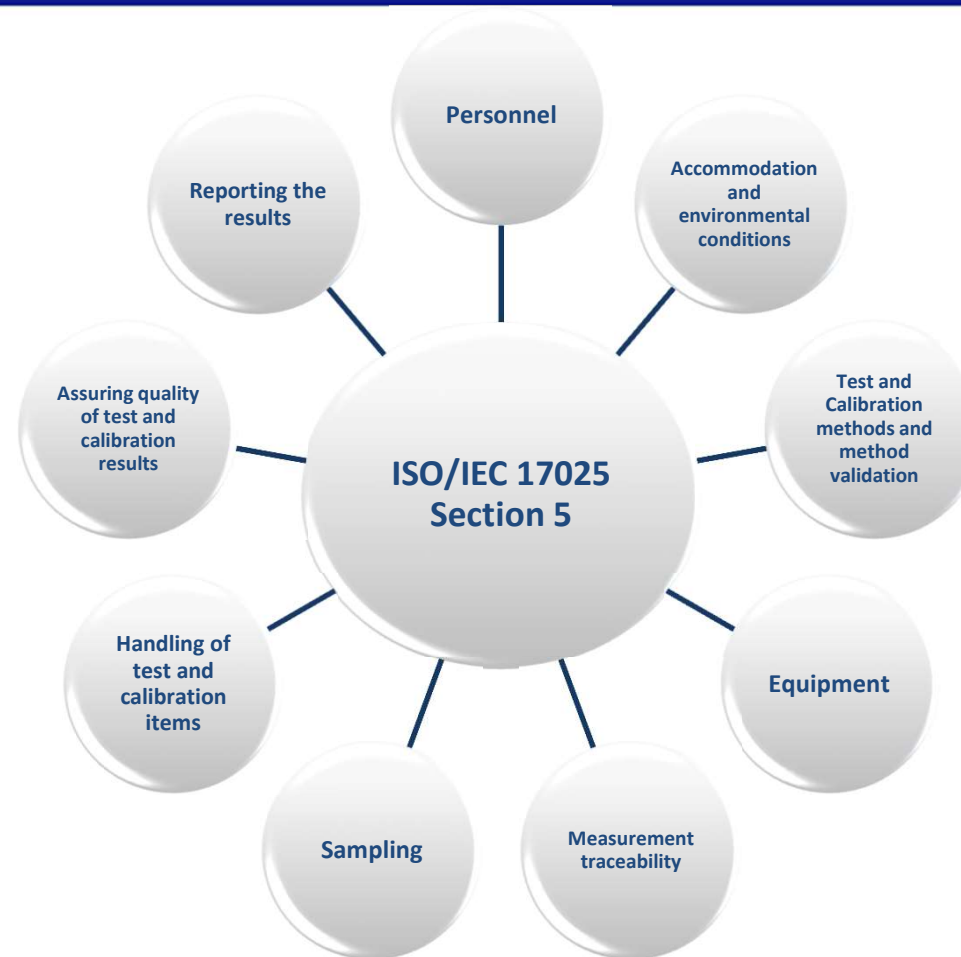 Personnel
Accommodation
and
environmental
conditions
Test and
Calibration
methods and
method
validation
Equipment
Measurement
traceability
Sampling
Handling of
test and
calibration
items
Assuring quality
of test and
calibration
results
Reporting the
results
ISO/IEC 17025
Section 5